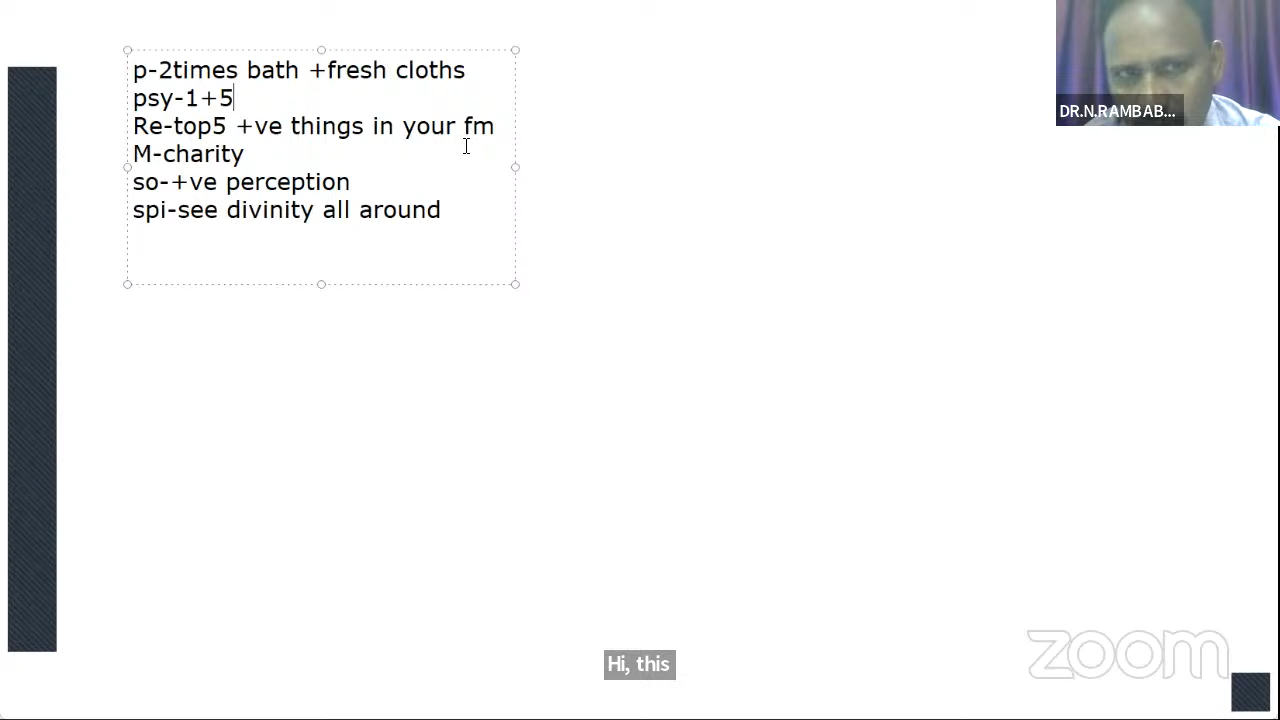 p-2times bath +fresh cloths
psy-1+5
Re-top5 +ve things in your fm
M-charity
so-+ve perception
spi-see divinity all around
DR.N.RAMBAB...
Hi, this
zoom